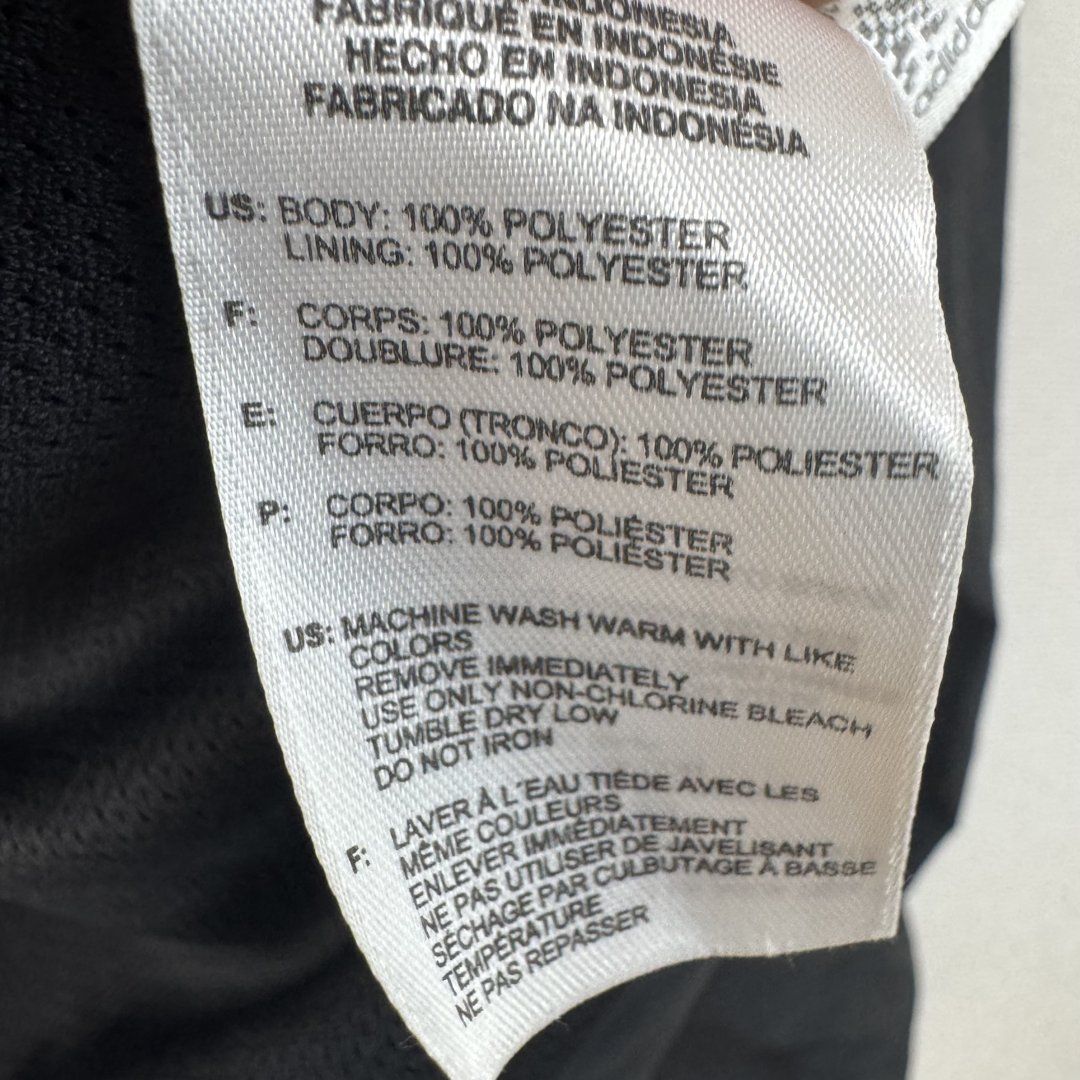 INDONESIA
FABRIQUÉ EN INDONÉSIE
HECHO EN INDONESIA
FABRICADO NA INDONÉSIA
US: BODY: 100% POLYESTER
LINING: 100% POLYESTER
F: CORPS: 100% POLYESTER
DOUBLURE: 100% POLYESTER
E: CUERPO (TRONCO): 100% POLIESTER
FORRO: 100% POLIESTER
P: CORPO: 100% POLIÉSTER
FORRO: 100% POLIÉSTER
US: MACHINE WASH WARM WITH LIKE
COLORS
REMOVE IMMEDIATELY
USE ONLY NON-CHLORINE BLEACH
TUMBLE DRY LOW
DO NOT IRON
F: LAVER À L'EAU TIÈDE AVEC LES
MÊME COULEURS
ENLEVER IMMÉDIATEMENT
NE PAS UTILISER DE JAVELISANT
SÉCHAGE PAR CULBUTAGE À BASSE
TEMPÉRATURE
NE PAS REPASSER
adidas